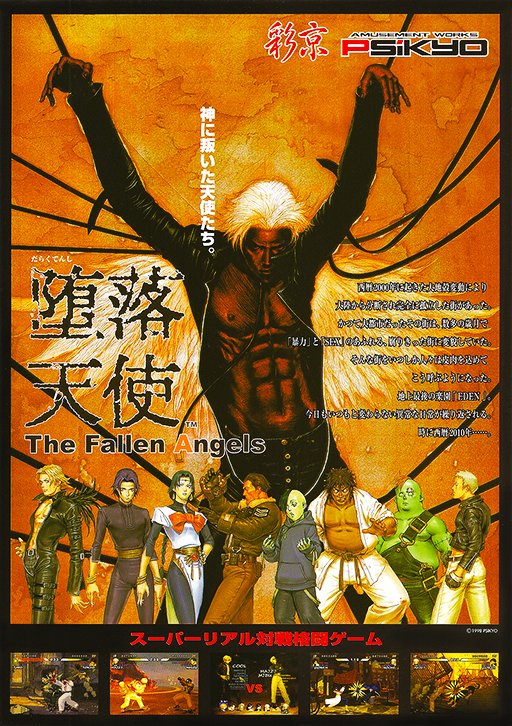 彩京
AMUSEMENT WORKS
PSiKYO
神に叛いた天使たち。
だらくてんし
堕落
天使
TM
The Fallen Angels
西暦2000年に起きた大地殻変動により
大陸から分断され完全に孤立した街があった。
かつて大都市だったその街は、数多の歳月で
「暴力」と「SEX」のあふれる、腐りきった街に変貌していた。
そんな街をいつしか人々は皮肉を込めて
こう呼ぶようになった。
地上最後の楽園「EDEN」。
今日もいつもと変わらない異常な日常が繰り返される。
時に西暦2010年……。
©1998 PSIKYO
スーパーリアル対戦格闘ゲーム
COOL
VS